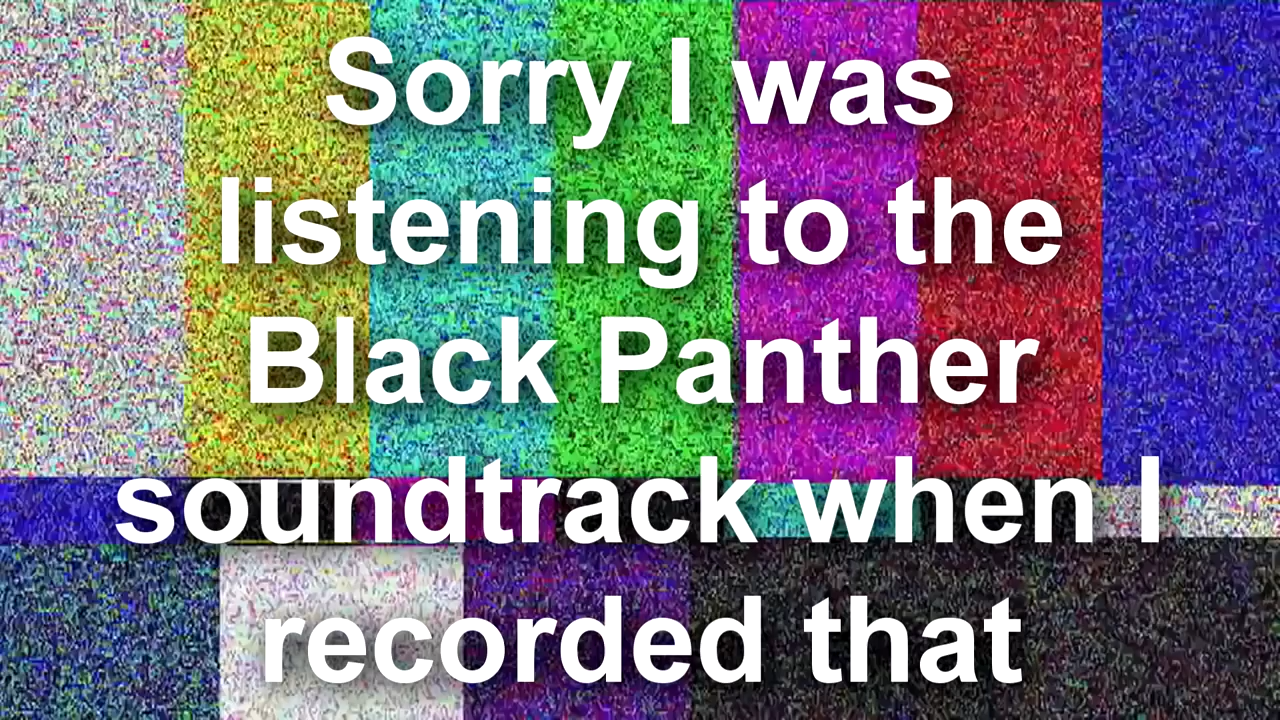 Sorry I was
listening to the
Black Panther
soundtrack when I
recorded that